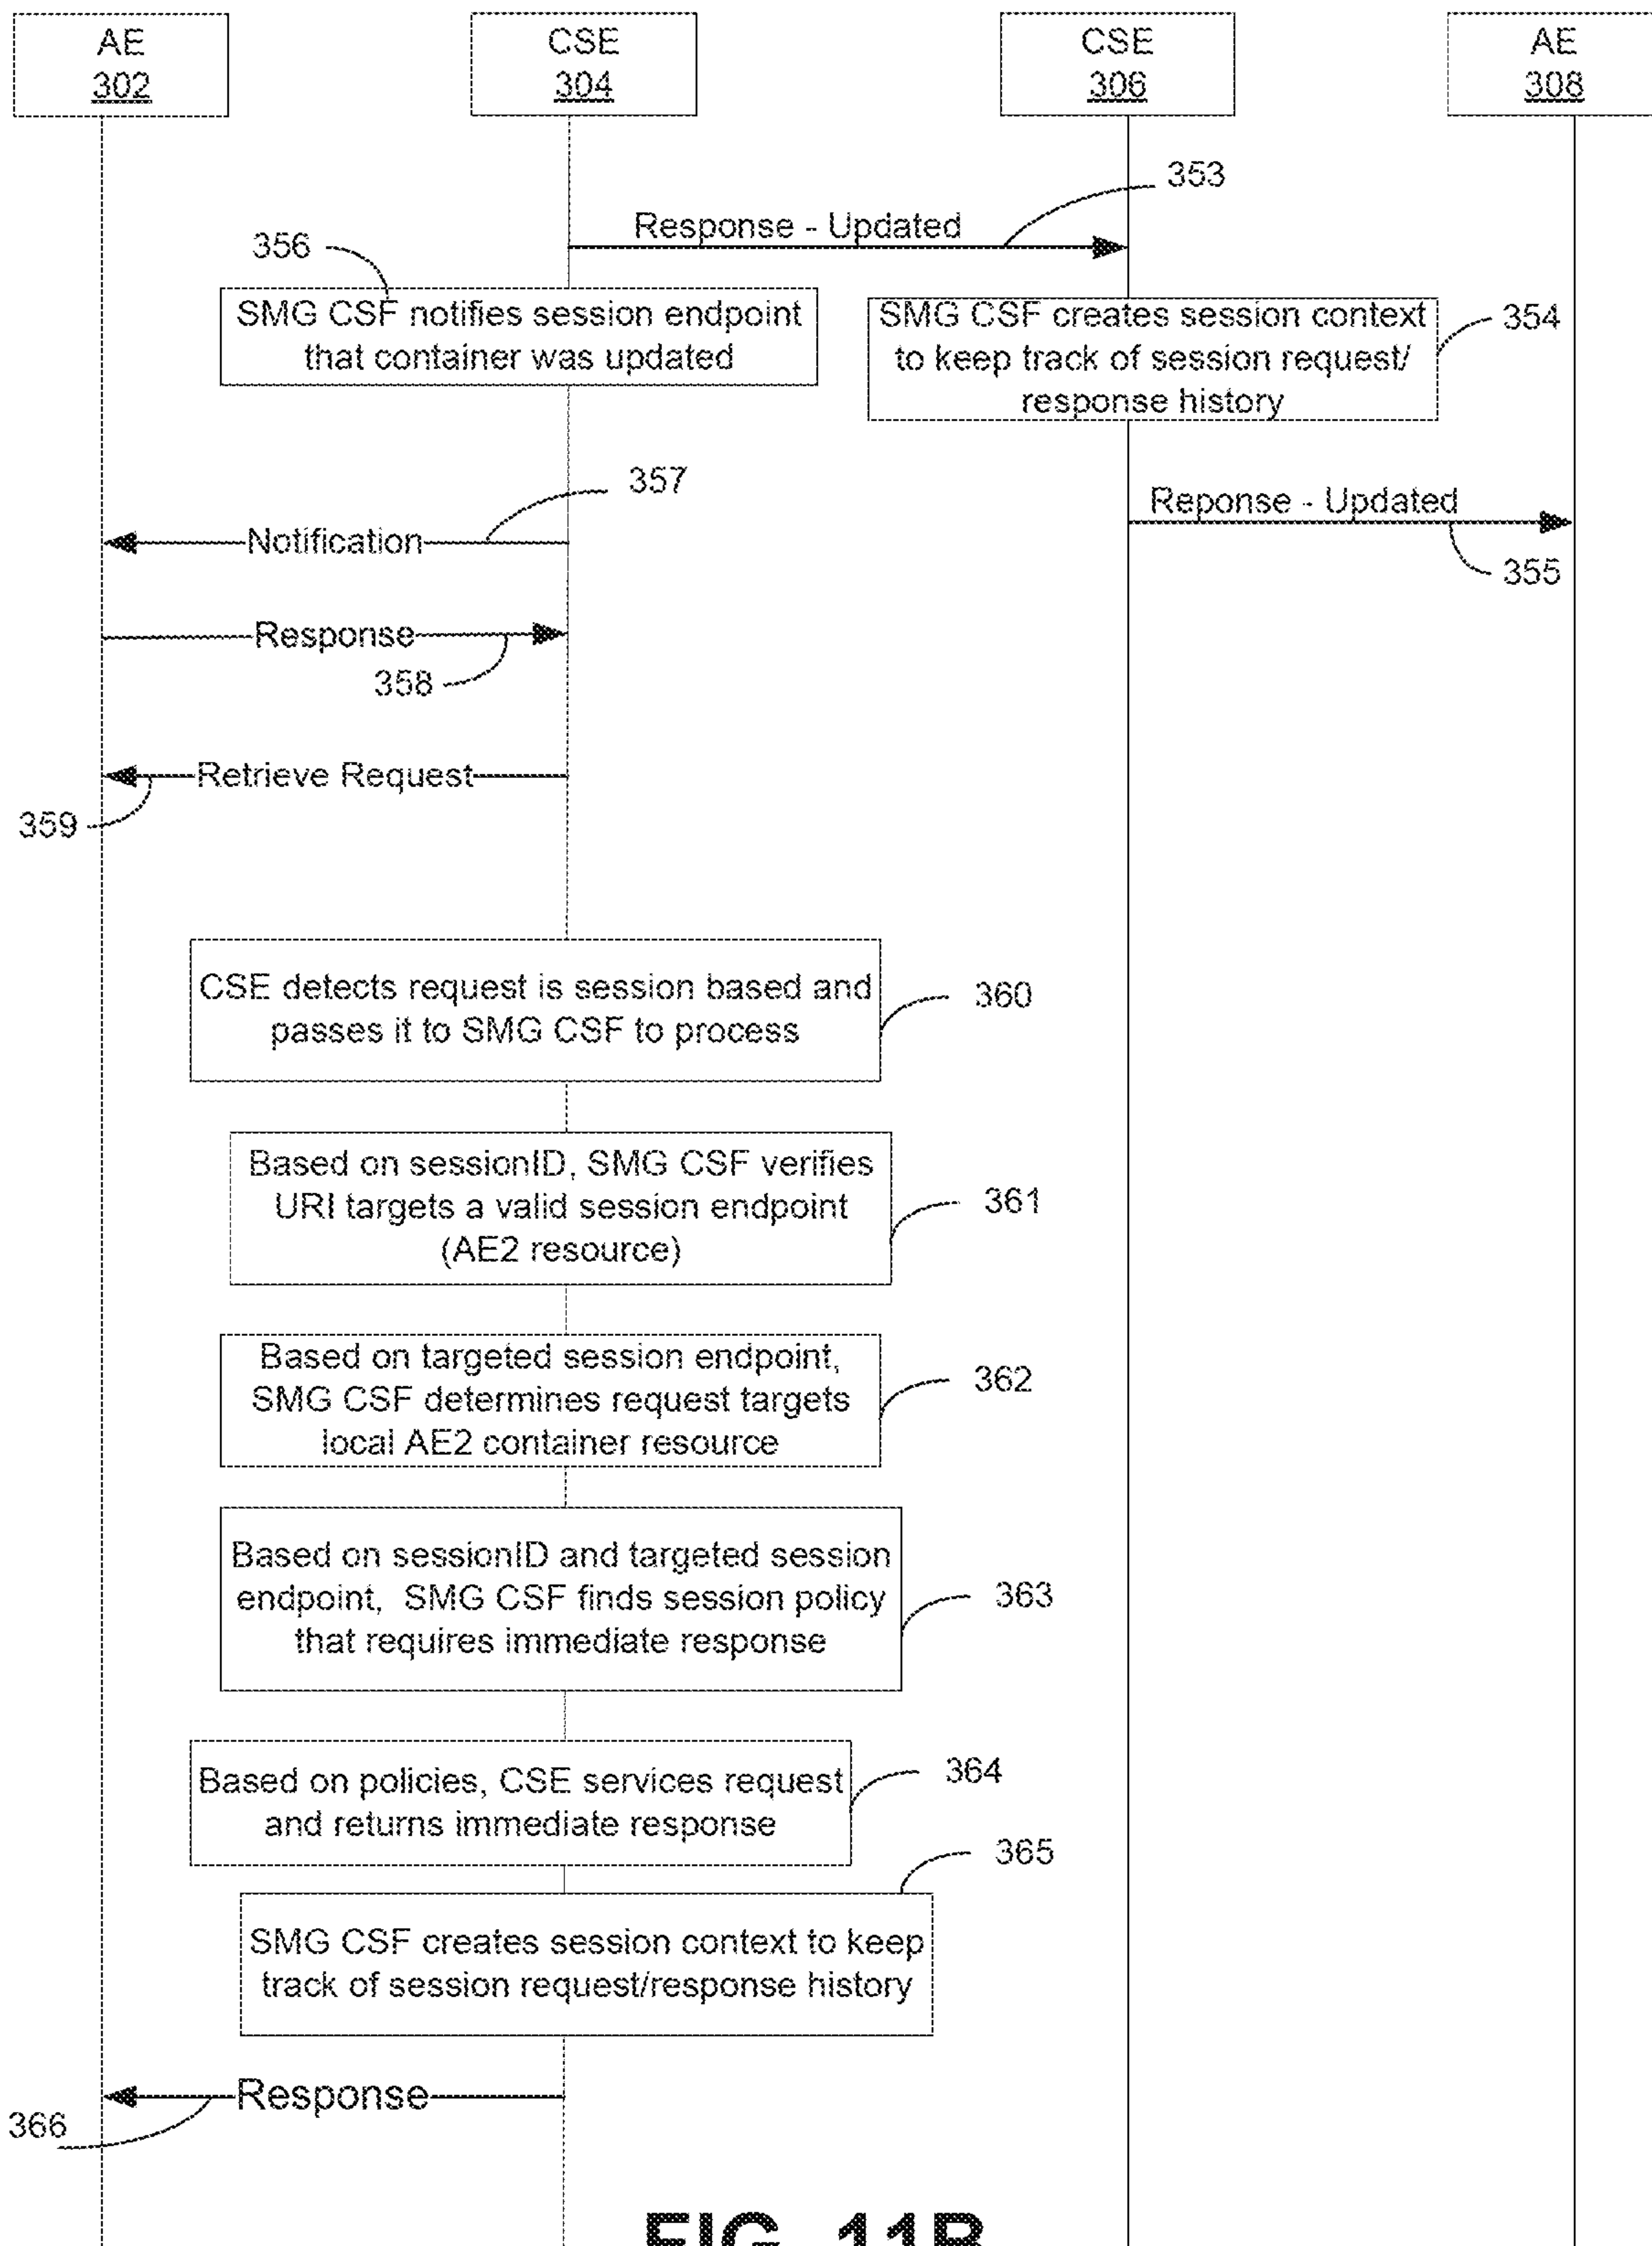 AE
302
CSE
304
CSE
306
AE
308
353
Response - Updated
356
SMG CSF notifies session endpoint
that container was updated
SMG CSF creates session context
to keep track of session request/
response history
354
357
Reponse - Updated
Notification
355
Response
358
Retrieve Request
359
CSE detects request is session based and
passes it to SMG CSF to process
360
Based on sessionID, SMG CSF verifies
URI targets a valid session endpoint
(AE2 resource)
361
Based on targeted session endpoint,
SMG CSF determines request targets
local AE2 container resource
362
Based on sessionID and targeted session
endpoint, SMG CSF finds session policy
that requires immediate response
363
Based on policies, CSE services request
and returns immediate response
364
365
SMG CSF creates session context to keep
track of session request/response history
Response
366
FIG. 11B